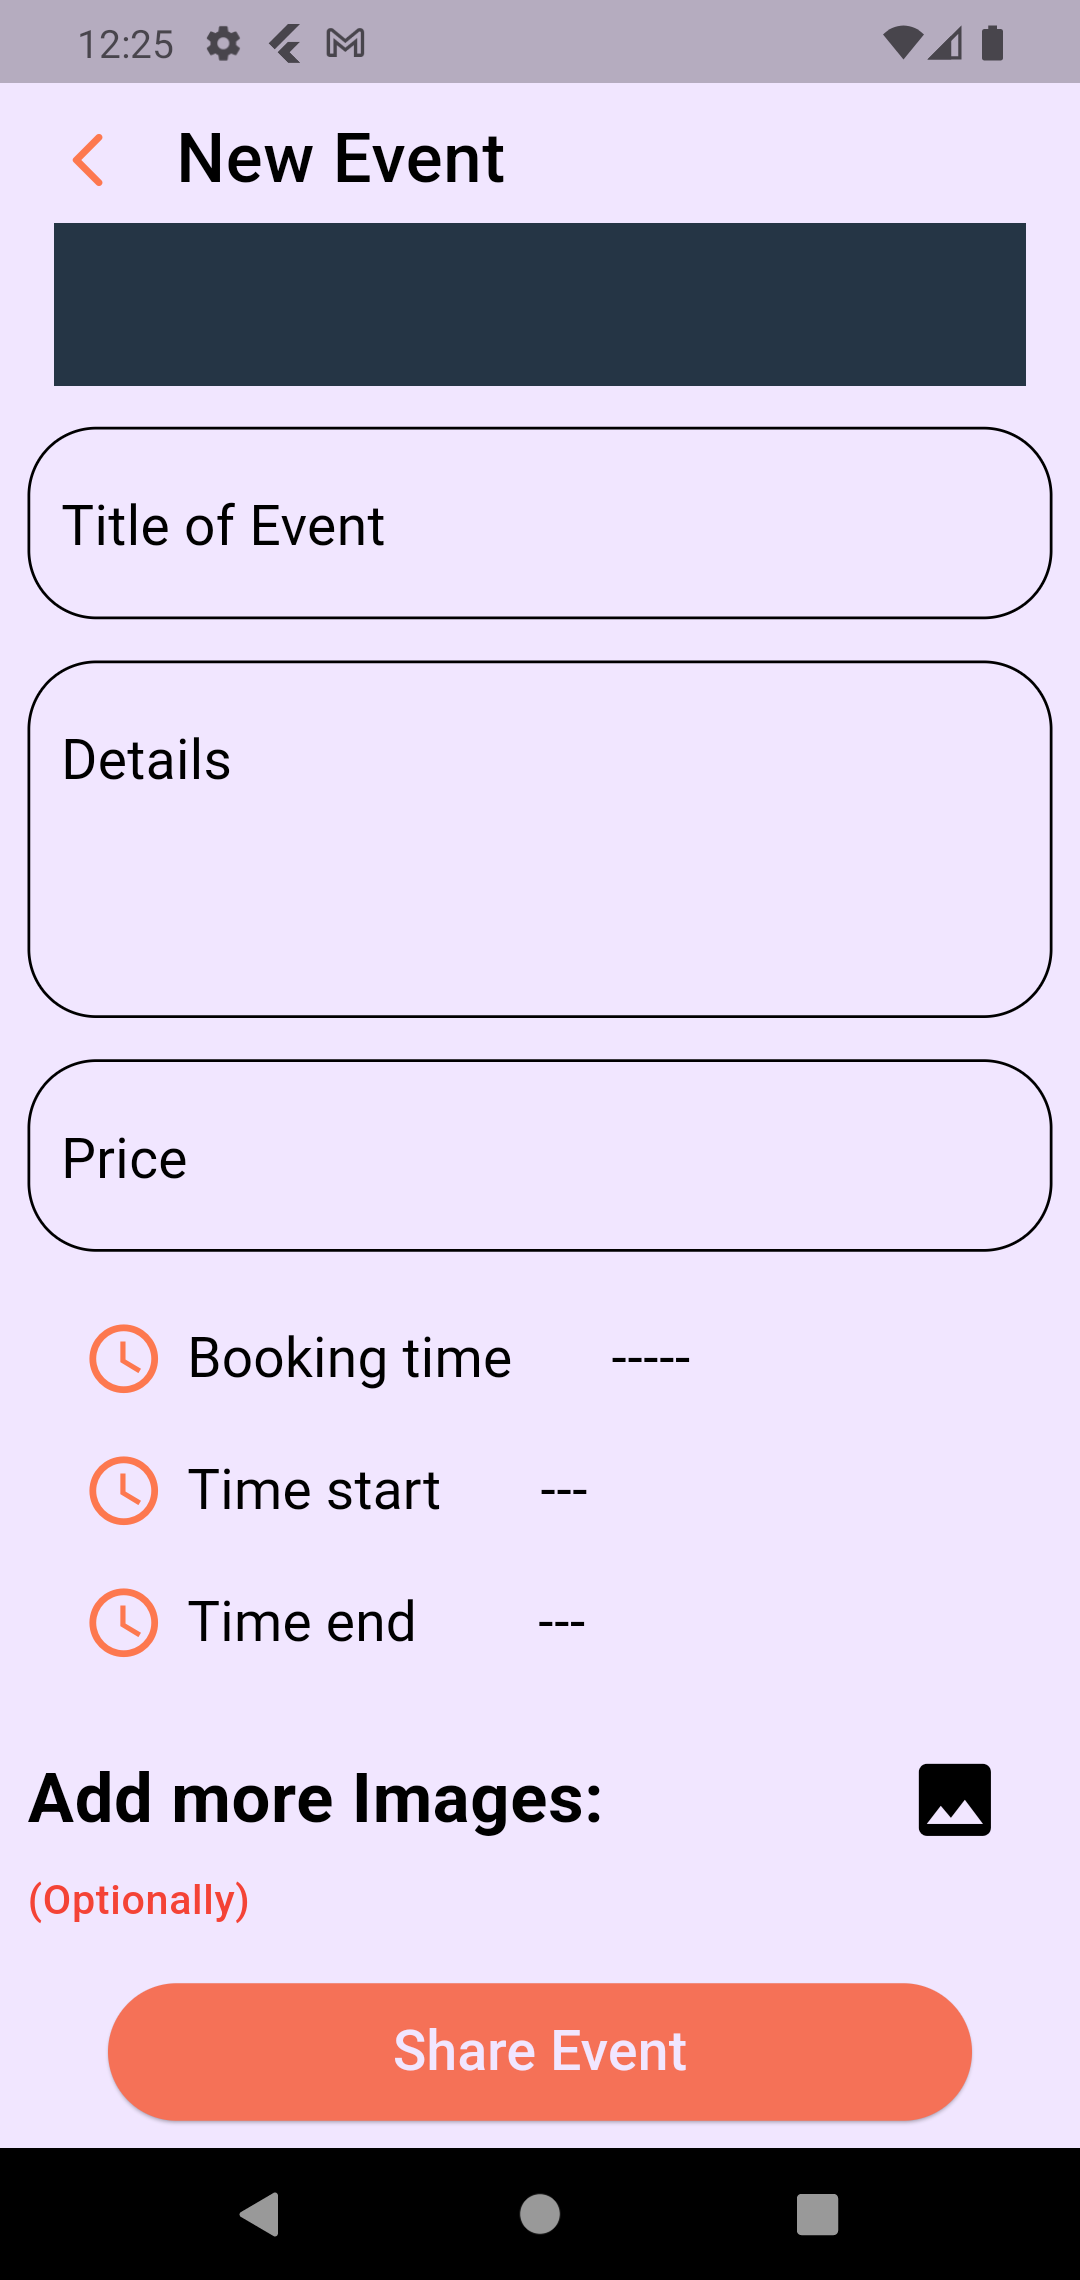 12:25
New Event
Title of Event
Details
Price
Booking time -----
Time start ---
Time end ---
Add more Images:
(Optionally)
Share Event